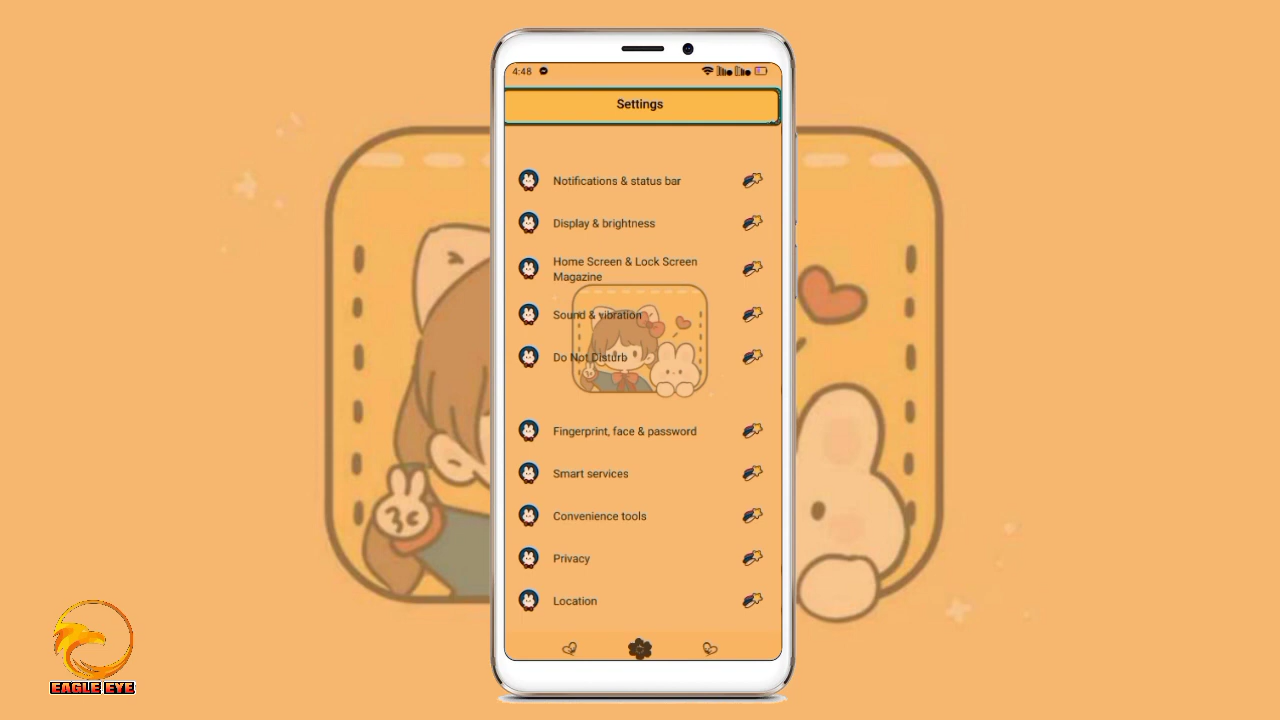 4:48
Settings
Notifications & status bar
Display & brightness
Home Screen & Lock Screen
Magazine
Sound & vibration
Do Not Disturb
Fingerprint, face & password
Smart services
Convenience tools
Privacy
Location
EAGLE EYE